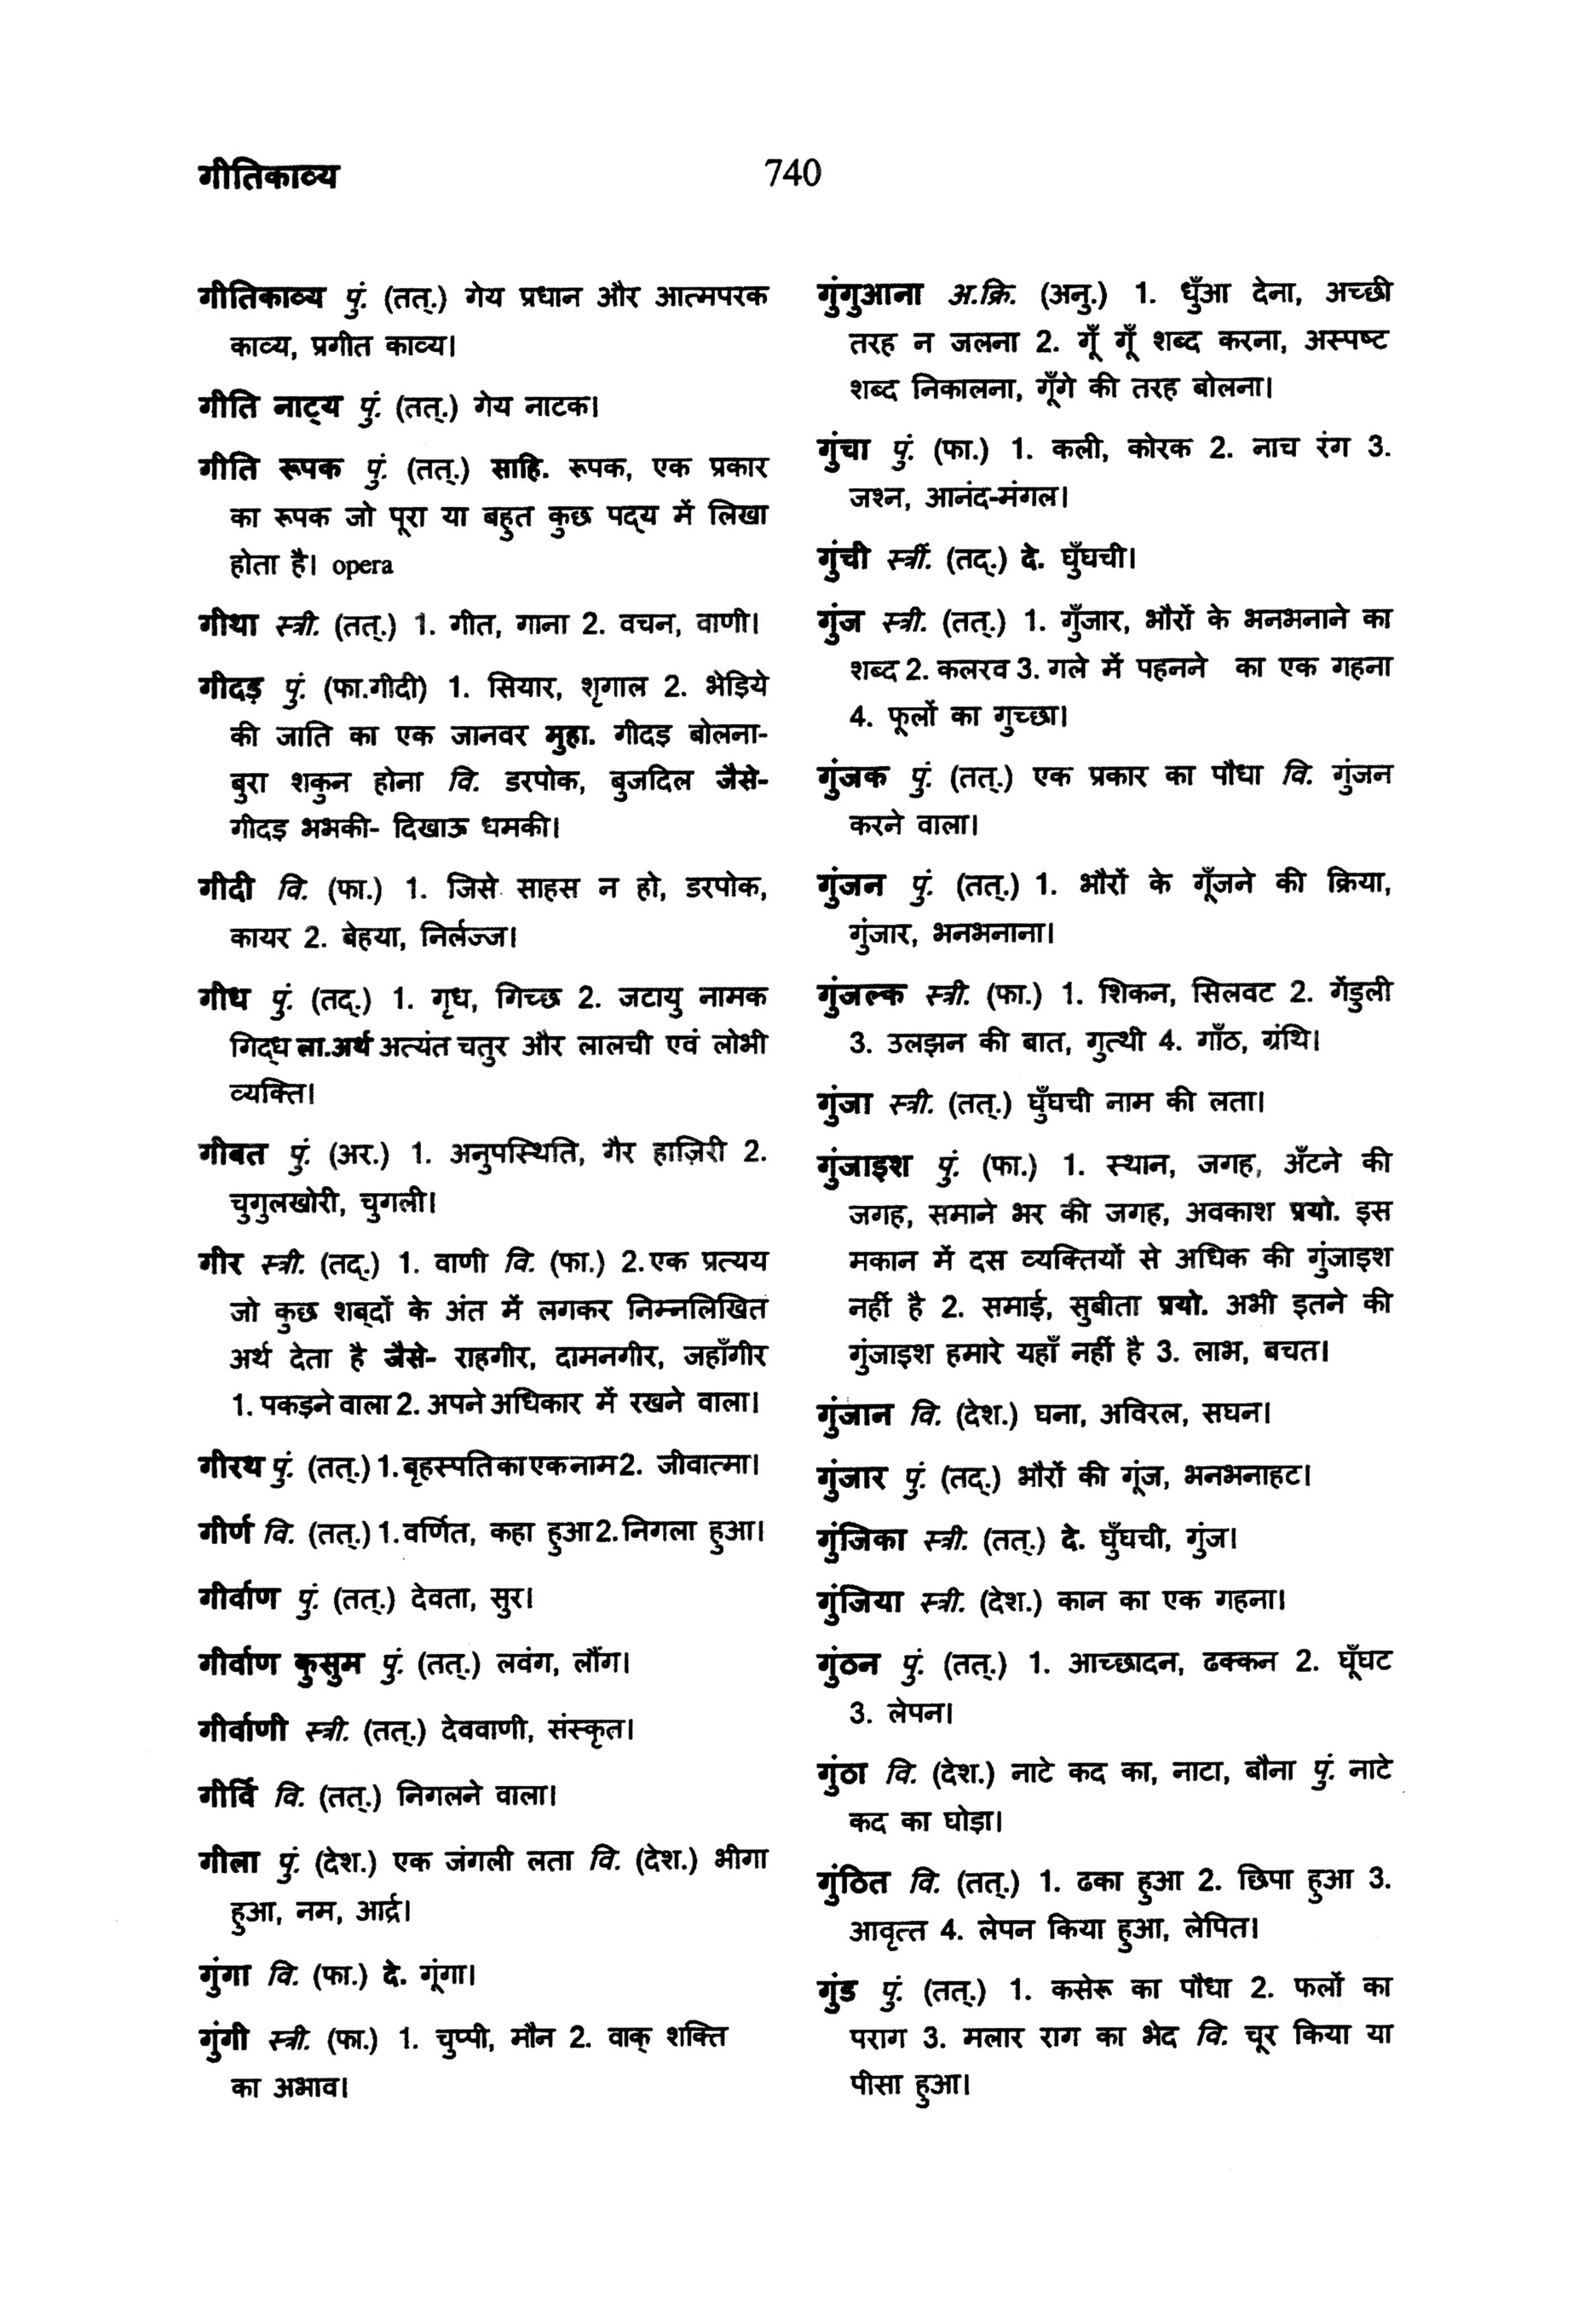 गीतिकाव्य
740
गीतिकाव्य पुं. (तत्.) गेय प्रधान और आत्मपरक
काव्य, प्रगीत काव्य।
गीति नाट्य पुं. (तत्.) गेय नाटक।
गीति रूपक पुं. (तत्.) साहि. रूपक, एक प्रकार
का रूपक जो पूरा या बहुत कुछ पद्य में लिखा
होता है। opera
गीथा स्त्री. (तत्.) 1. गीत, गाना 2. वचन, वाणी।
गीदड़ पुं. (फा.गीदी) 1. सियार, शृगाल 2. भेड़िये
की जाति का एक जानवर मुहा. गीदड़ बोलना-
बुरा शकुन होना वि. डरपोक, बुजदिल जैसे-
गीदड़ भभकी- दिखाऊ धमकी।
गीदी वि. (फा.) 1. जिसे साहस न हो, डरपोक,
कायर 2. बेहया, निर्लज्ज।
गीध पुं. (तद्.) 1. गृध, गिच्छ 2. जटायु नामक
गिद्ध ला.अर्थ अत्यंत चतुर और लालची एवं लोभी
व्यक्ति।
गीबत पुं. (अर.) 1. अनुपस्थिति, गैर हाज़िरी 2.
चुगुलखोरी, चुगली।
गीर स्त्री. (तद्.) 1. वाणी वि. (फा.) 2. एक प्रत्यय
जो कुछ शब्दों के अंत में लगकर निम्नलिखित
अर्थ देता है जैसे- राहगीर, दामनगीर, जहाँगीर
1. पकड़ने वाला 2. अपने अधिकार में रखने वाला।
गीरथ पुं. (तत्.) 1. बृहस्पति का एक नाम 2. जीवात्मा।
गीर्ण वि. (तत्.) 1. वर्णित, कहा हुआ 2. निगला हुआ।
गीर्वाण पुं. (तत्.) देवता, सुर।
गीर्वाण कुसुम पुं. (तत्.) लवंग, लौंग।
गीर्वाणी स्त्री. (तत्.) देववाणी, संस्कृत।
गीर्वि वि. (तत्.) निगलने वाला।
गीला पुं. (देश.) एक जंगली लता वि. (देश.) भीगा
हुआ, नम, आर्द्र।
गुंगा वि. (फा.) दे. गूंगा।
गुंगी स्त्री. (फा.) 1. चुप्पी, मौन 2. वाक् शक्ति
का अभाव।
गुंगुआना अ.क्रि. (अनु.) 1. धुँआ देना, अच्छी
तरह न जलना 2. गूँ गूँ शब्द करना, अस्पष्ट
शब्द निकालना, गूँगे की तरह बोलना।
गुंचा पुं. (फा.) 1. कली, कोरक 2. नाच रंग 3.
जश्न, आनंद-मंगल।
गुंची स्त्रीं. (तद्.) दे. घुँघची।
गुंज स्त्री. (तत्.) 1. गुँजार, भौरों के भनभनाने का
शब्द 2. कलरव 3. गले में पहनने का एक गहना
4. फूलों का गुच्छा।
गुंजक पुं. (तत्.) एक प्रकार का पौधा वि. गुंजन
करने वाला।
गुंजन पुं. (तत्.) 1. भौरों के गूँजने की क्रिया,
गुंजार, भनभनाना।
गुंजल्क स्त्री. (फा.) 1. शिकन, सिलवट 2. गेंडुली
3. उलझन की बात, गुत्थी 4. गाँठ, ग्रंथि।
गुंजा स्त्री. (तत्.) घुँघची नाम की लता।
गुंजाइश पुं. (फा.) 1. स्थान, जगह, अँटने की
जगह, समाने भर की जगह, अवकाश प्रयो. इस
मकान में दस व्यक्तियों से अधिक की गुंजाइश
नहीं है 2. समाई, सुबीता प्रयो. अभी इतने की
गुंजाइश हमारे यहाँ नहीं है 3. लाभ, बचत।
गुंजान वि. (देश.) घना, अविरल, सघन।
गुंजार पुं. (तद्.) भौरों की गूंज, भनभनाहट।
गुंजिका स्त्री. (तत्.) दे. घुँघची, गुंज।
गुंजिया स्त्री. (देश.) कान का एक गहना।
गुंठन पुं. (तत्.) 1. आच्छादन, ढक्कन 2. घूँघट
3. लेपन।
गुंठा वि. (देश.) नाटे कद का, नाटा, बौना पुं. नाटे
कद का घोड़ा।
गुंठित वि. (तत्.) 1. ढका हुआ 2. छिपा हुआ 3.
आवृत्त 4. लेपन किया हुआ, लेपित।
गुंड पुं. (तत्.) 1. कसेरू का पौधा 2. फलों का
पराग 3. मलार राग का भेद वि. चूर किया या
पीसा हुआ।